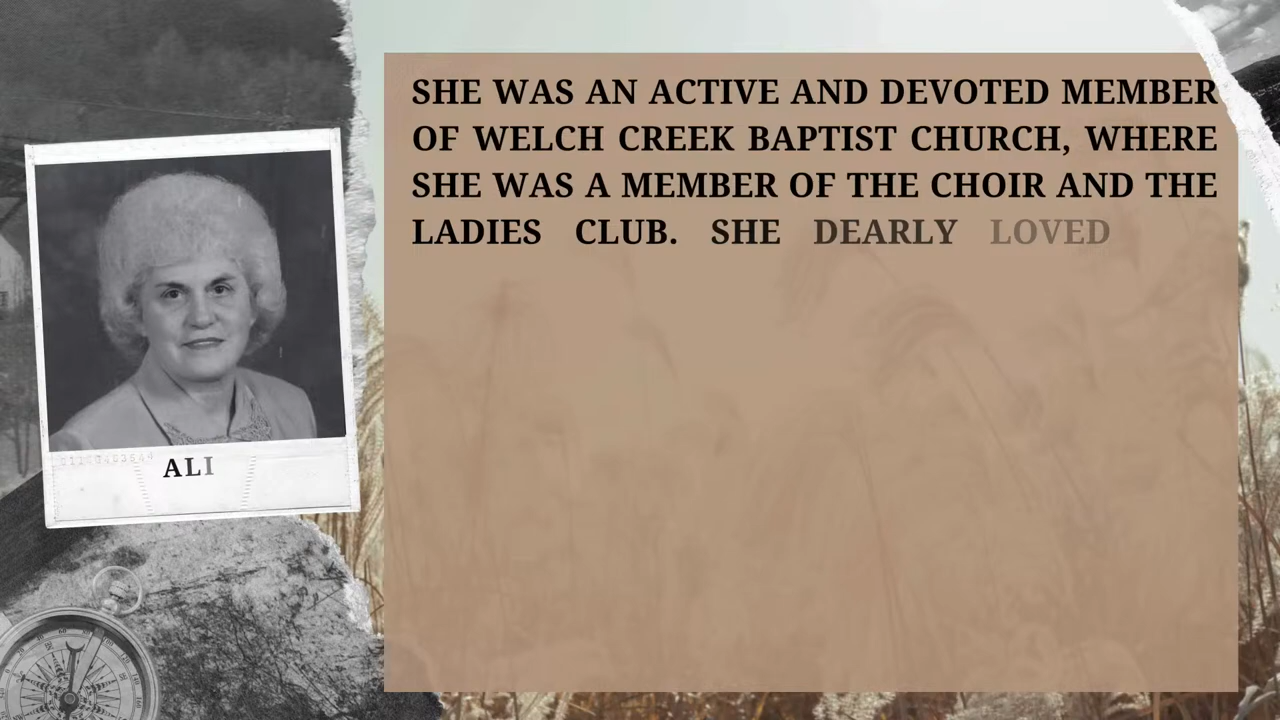 SHE WAS AN ACTIVE AND DEVOTED MEMBER
OF WELCH CREEK BAPTIST CHURCH, WHERE
SHE WAS A MEMBER OF THE CHOIR AND THE
LADIES CLUB. SHE DEARLY LOVED
ALI